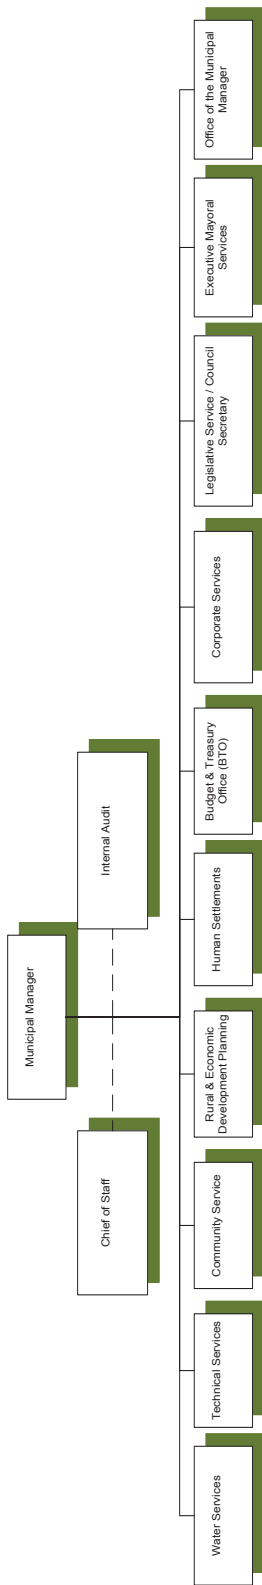 Municipal Manager
Chief of Staff
Internal Audit
Water Services
Technical Services
Community Service
Rural & Economic
Development Planning
Human Settlements
Budget & Treasury
Office (BTO)
Corporate Services
Legislative Service / Council
Secretary
Executive Mayoral
Services
Office of the Municipal
Manager